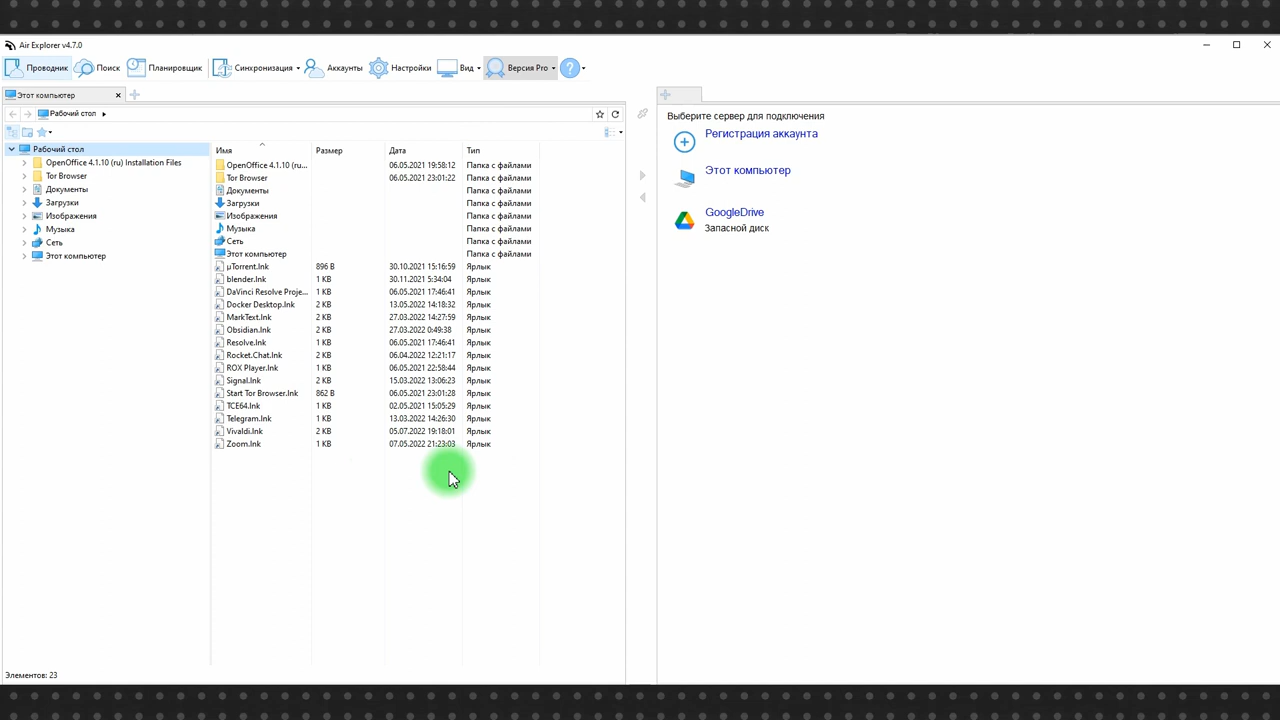 Air Explorer v4.7.0
Проводник Поиск Планировщик Синхронизация Аккаунты Настройки Вид Версия Pro ?
Этот компьютер
Рабочий стол
Рабочий стол
OpenOffice 4.1.10 (ru) Installation Files
Tor Browser
Документы
Загрузки
Изображения
Музыка
Сеть
Этот компьютер
Имя Размер Дата Тип
OpenOffice 4.1.10 (ru... 06.05.2021 19:58:12 Папка с файлами
Tor Browser 06.05.2021 23:01:22 Папка с файлами
Документы Папка с файлами
Загрузки Папка с файлами
Изображения Папка с файлами
Музыка Папка с файлами
Сеть Папка с файлами
Этот компьютер Папка с файлами
µTorrent.lnk 896 B 30.10.2021 15:16:59 Ярлык
blender.lnk 1 KB 30.11.2021 5:34:04 Ярлык
DaVinci Resolve Proje... 1 KB 06.05.2021 17:46:41 Ярлык
Docker Desktop.lnk 2 KB 13.05.2022 14:18:32 Ярлык
MarkText.lnk 2 KB 27.03.2022 14:27:59 Ярлык
Obsidian.lnk 2 KB 27.03.2022 0:49:38 Ярлык
Resolve.lnk 1 KB 06.05.2021 17:46:41 Ярлык
Rocket.Chat.lnk 2 KB 06.04.2022 12:21:17 Ярлык
ROX Player.lnk 1 KB 06.05.2021 22:58:44 Ярлык
Signal.lnk 2 KB 15.03.2022 13:06:23 Ярлык
Start Tor Browser.lnk 862 B 06.05.2021 23:01:28 Ярлык
TCE64.lnk 1 KB 02.05.2021 15:05:29 Ярлык
Telegram.lnk 1 KB 13.03.2022 14:26:30 Ярлык
Vivaldi.lnk 2 KB 05.07.2022 19:18:01 Ярлык
Zoom.lnk 1 KB 07.05.2022 21:23:03 Ярлык
Элементов: 23
Выберите сервер для подключения
Регистрация аккаунта
Этот компьютер
GoogleDrive
Запасной диск